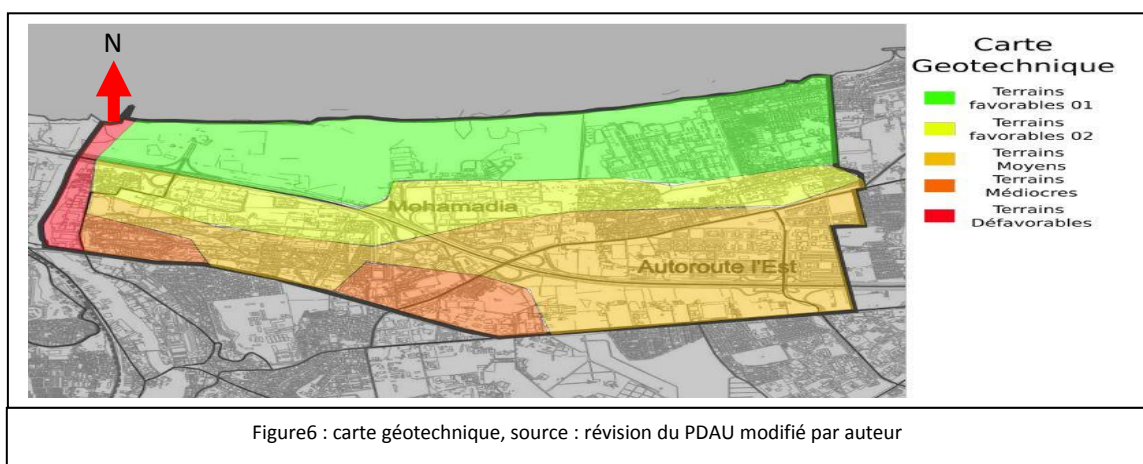 N
Carte
Geotechnique
Terrains
favorables 01
Terrains
favorables 02
Terrains
Moyens
Terrains
Médiocres
Terrains
Défavorables
Mohamadia
Autoroute l'Est
Figure6 : carte géotechnique, source : révision du PDAU modifié par auteur